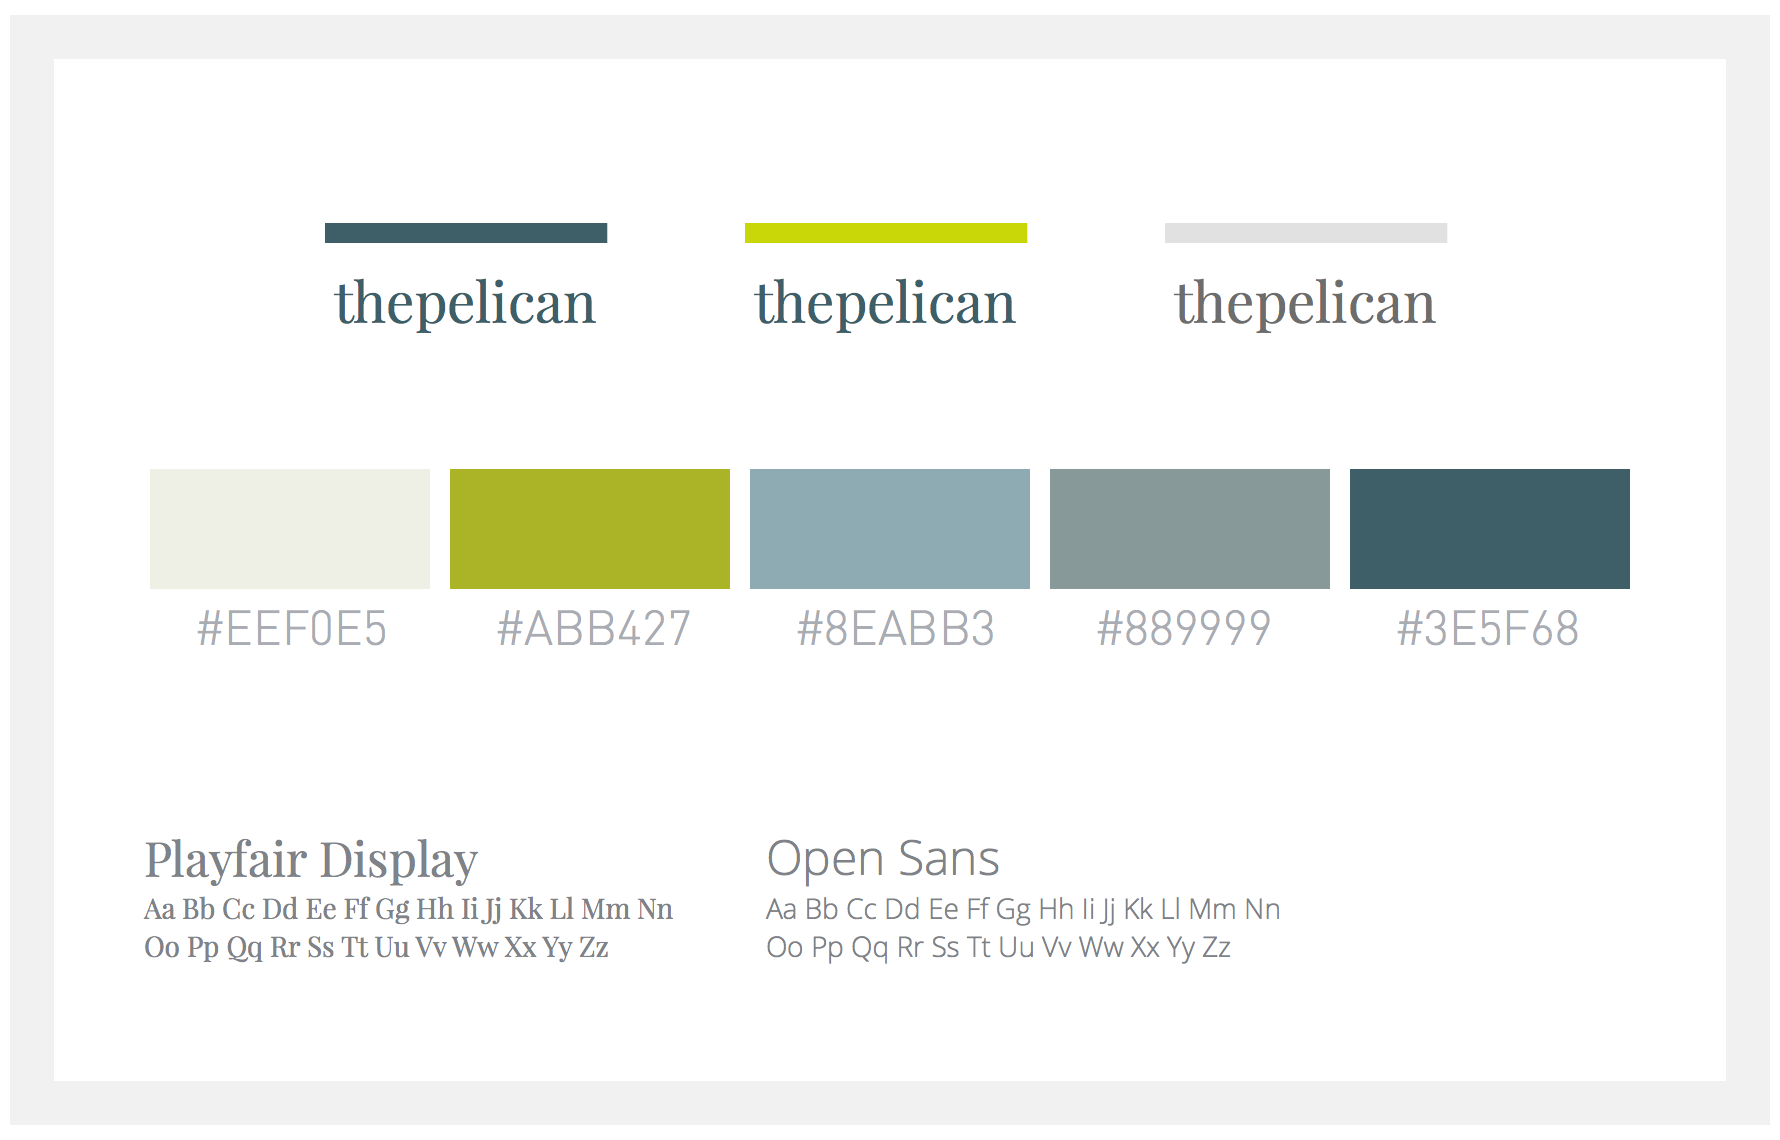 thepelican thepelican thepelican
#EEF0E5 #ABB427 #8EABB3 #889999 #3E5F68
Playfair Display
Aa Bb Cc Dd Ee Ff Gg Hh Ii Jj Kk Ll Mm Nn
Oo Pp Qq Rr Ss Tt Uu Vv Ww Xx Yy Zz
Open Sans
Aa Bb Cc Dd Ee Ff Gg Hh Ii Jj Kk Ll Mm Nn
Oo Pp Qq Rr Ss Tt Uu Vv Ww Xx Yy Zz